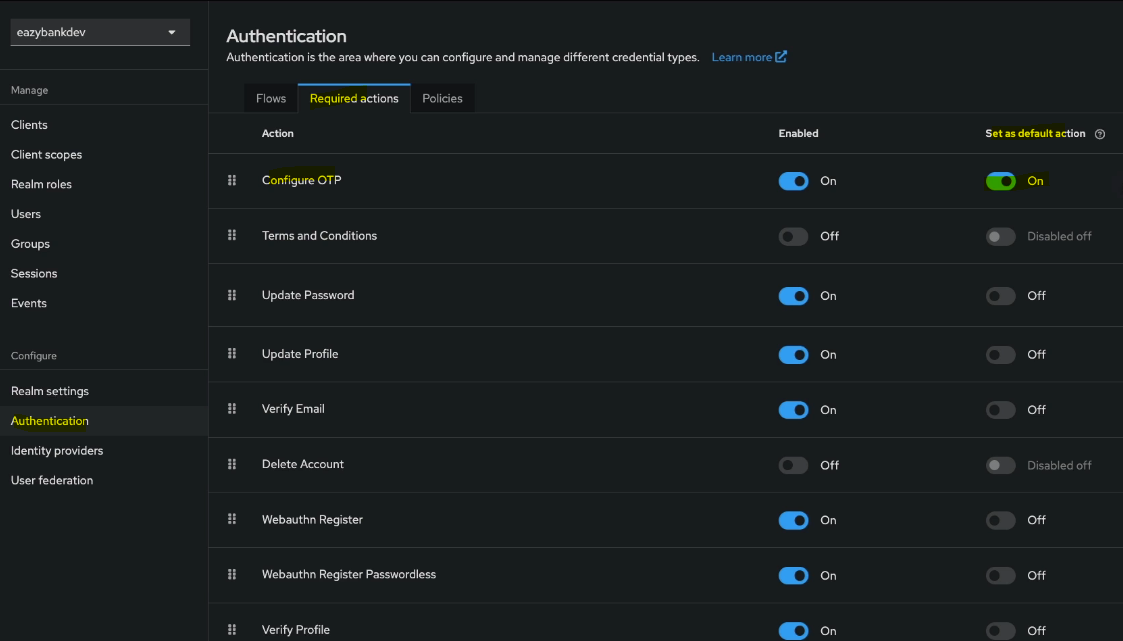 eazybankdev
Manage
Clients
Client scopes
Realm roles
Users
Groups
Sessions
Events
Configure
Realm settings
Authentication
Identity providers
User federation
Authentication
Authentication is the area where you can configure and manage different credential types. Learn more
Flows Required actions Policies
Action Enabled Set as default action
Configure OTP On On
Terms and Conditions Off Disabled off
Update Password On Off
Update Profile On Off
Verify Email On Off
Delete Account Off Disabled off
Webauthn Register On Off
Webauthn Register Passwordless On Off
Verify Profile On Off